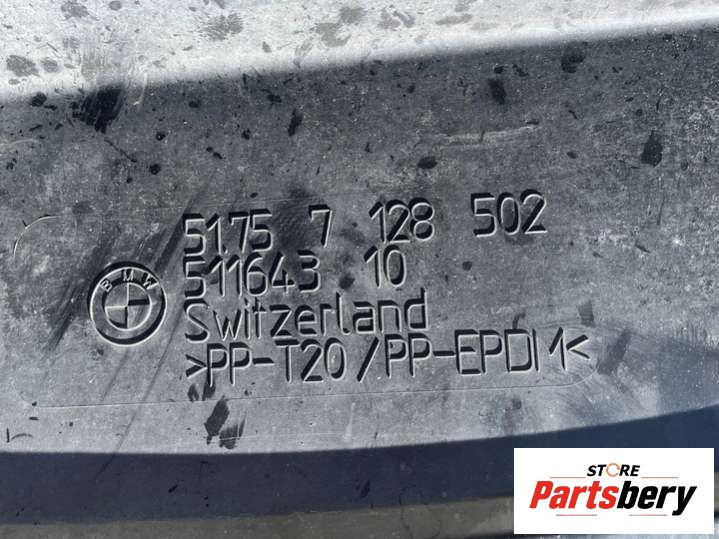 51.75 7 128 502
511643 10
BMW
Switzerland
>PP-T20/PP-EPDM<
STORE
Partsbery